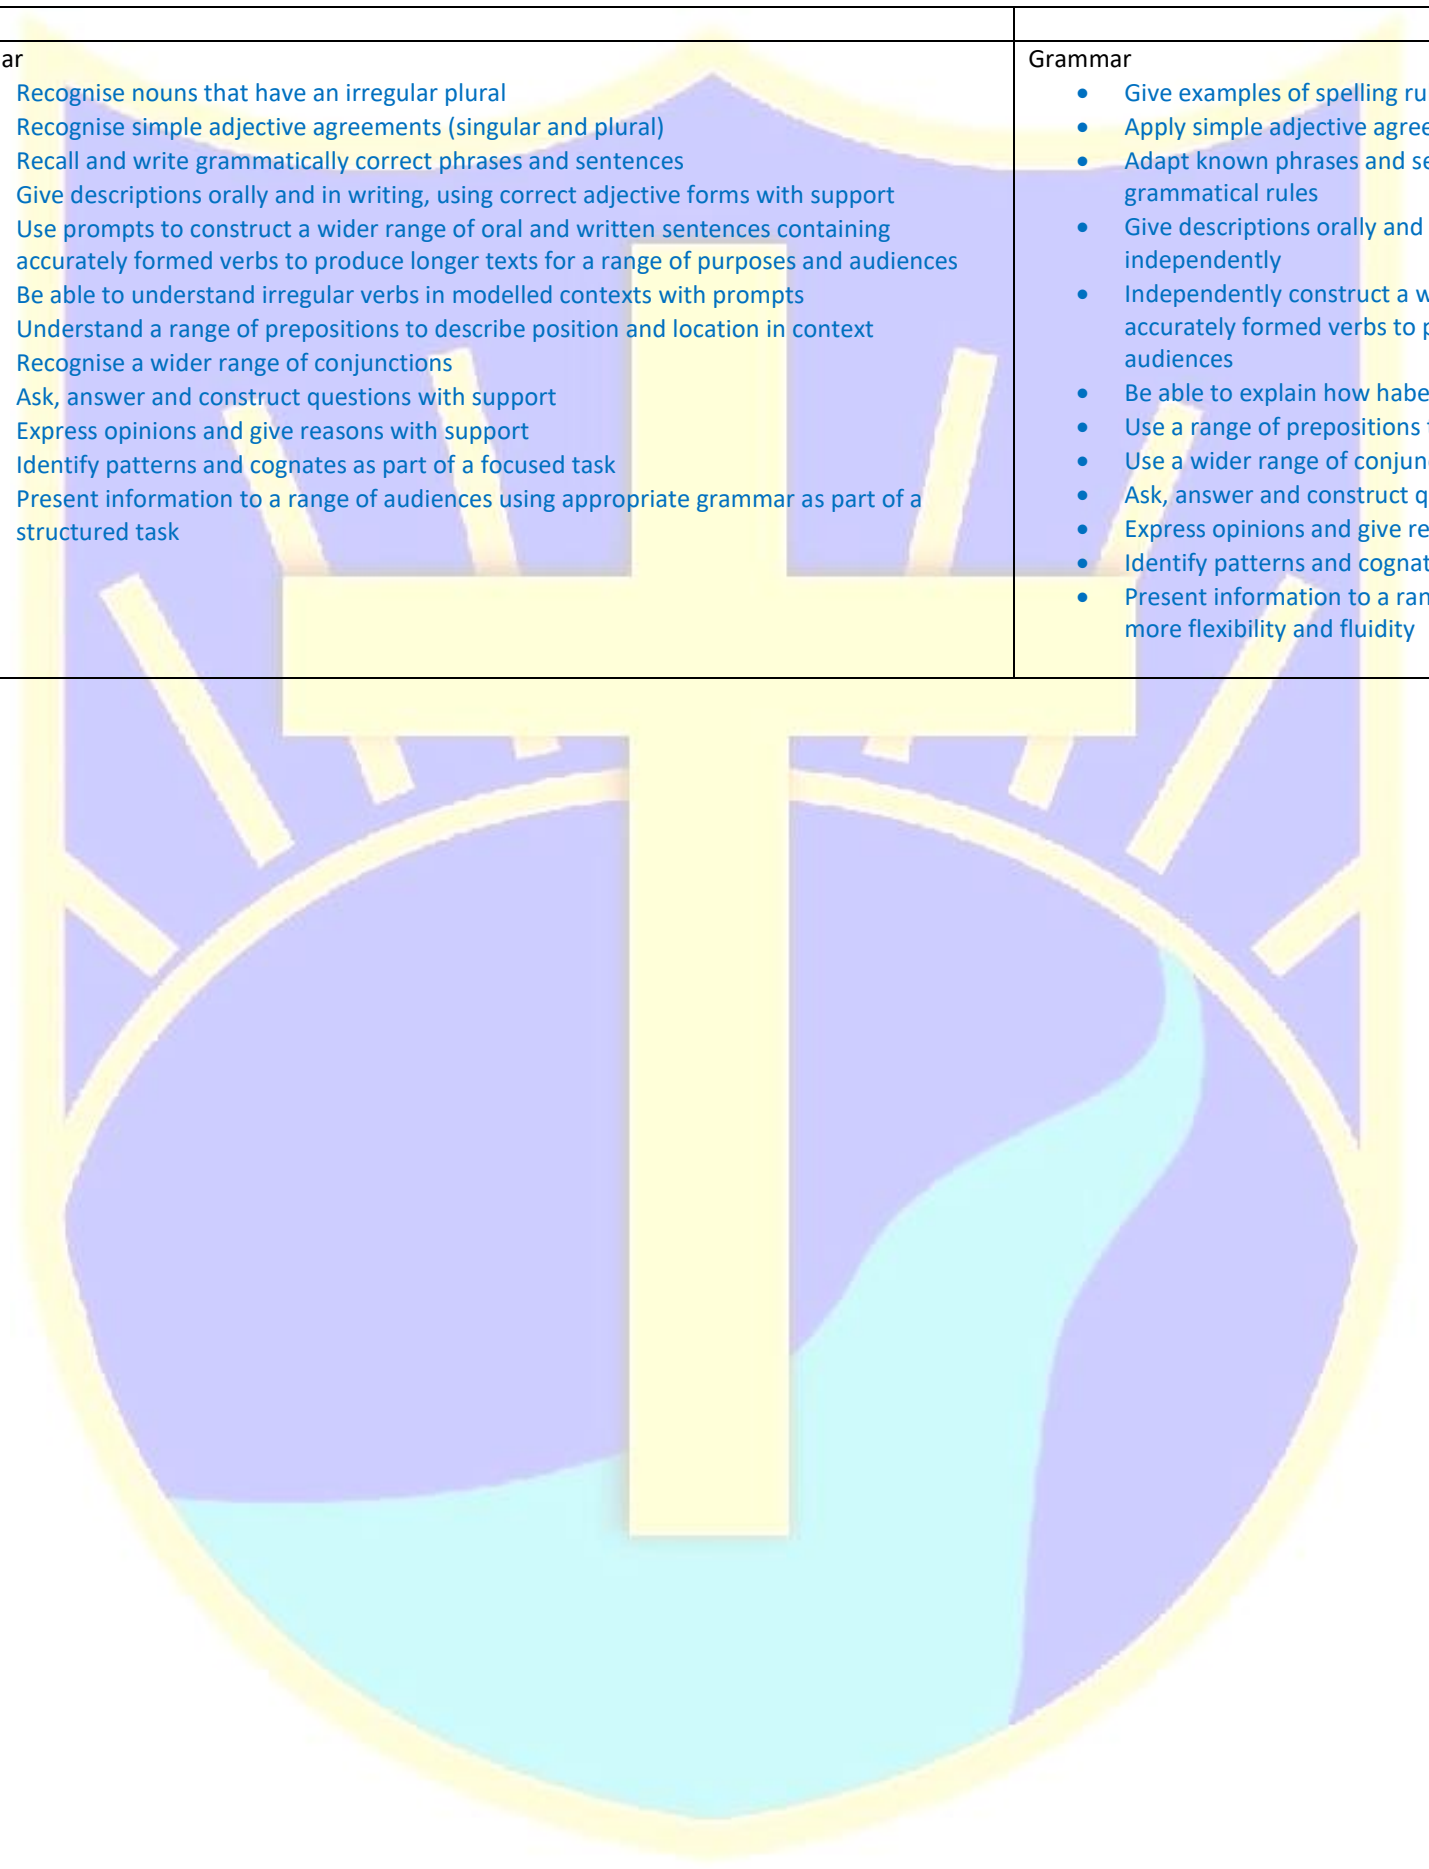 ar
Recognise nouns that have an irregular plural
Recognise simple adjective agreements (singular and plural)
Recall and write grammatically correct phrases and sentences
Give descriptions orally and in writing, using correct adjective forms with support
Use prompts to construct a wider range of oral and written sentences containing
accurately formed verbs to produce longer texts for a range of purposes and audiences
Be able to understand irregular verbs in modelled contexts with prompts
Understand a range of prepositions to describe position and location in context
Recognise a wider range of conjunctions
Ask, answer and construct questions with support
Express opinions and give reasons with support
Identify patterns and cognates as part of a focused task
Present information to a range of audiences using appropriate grammar as part of a
structured task
Grammar
• Give examples of spelling ru
• Apply simple adjective agree
• Adapt known phrases and se
grammatical rules
• Give descriptions orally and
independently
• Independently construct a w
accurately formed verbs to p
audiences
• Be able to explain how habe
• Use a range of prepositions t
• Use a wider range of conjun
• Ask, answer and construct q
• Express opinions and give re
• Identify patterns and cognat
• Present information to a ran
more flexibility and fluidity